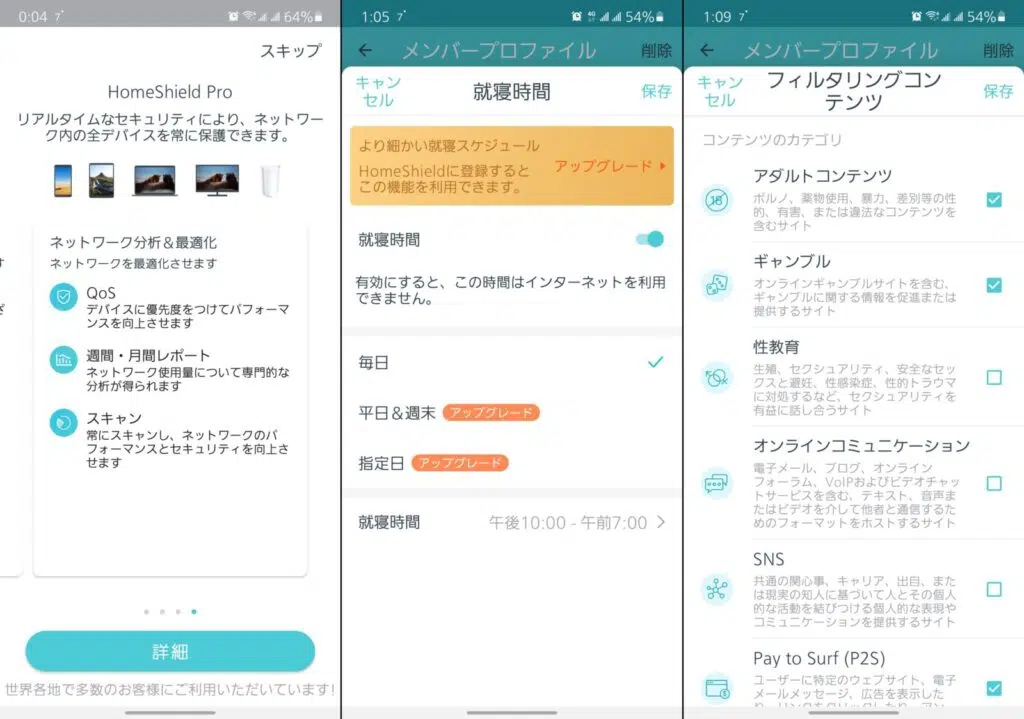 0:04
64%
スキップ
HomeShield Pro
リアルタイムなセキュリティにより、ネットワー
ク内の全デバイスを常に保護できます。
ネットワーク分析＆最適化
ネットワークを最適化させます
QoS
デバイスに優先度をつけてパフォーマ
ンスを向上させます
週間・月間レポート
ネットワーク使用量について専門的な
分析が得られます
スキャン
常にスキャンし、ネットワークのパ
フォーマンスとセキュリティを向上さ
せます
詳細
世界各地で多数のお客様にご利用いただいています!
1:05
54%
メンバープロファイル
削除
キャン
セル
就寝時間
保存
より細かい就寝スケジュール
HomeShieldに登録すると
この機能を利用できます。
アップグレード
就寝時間
有効にすると、この時間はインターネットを利用
できません。
毎日
平日＆週末 アップグレード
指定日 アップグレード
就寝時間 午後10:00 - 午前7:00
1:09
54%
メンバープロファイル
削除
キャン
セル
フィルタリングコン
テンツ
保存
コンテンツのカテゴリ
アダルトコンテンツ
ポルノ、薬物使用、暴力、差別等の性
的、有害、または違法なコンテンツを
含むサイト
ギャンブル
オンラインギャンブルサイトを含む、
ギャンブルに関する情報を促進または
提供するサイト
性教育
生殖、セクシュアリティ、安全なセッ
クスと避妊、性感染症、性的トラウマ
に対処するなど、セクシュアリティを
有益に話し合うサイト
オンラインコミュニケーション
電子メール、ブログ、オンライン
フォーラム、VoIPおよびビデオチャッ
トサービスを含む、テキスト、音声ま
たはビデオを介して他者と通信するた
めのフォーマットをホストするサイト
SNS
共通の関心事、キャリア、出自、また
は現実の知人に基づいて人とその個人
的な活動を結びつける個人的な表現や
コミュニケーションを提供するサイト
Pay to Surf (P2S)
ユーザーに特定のウェブサイト、電子
メールメッセージ、広告を表示した